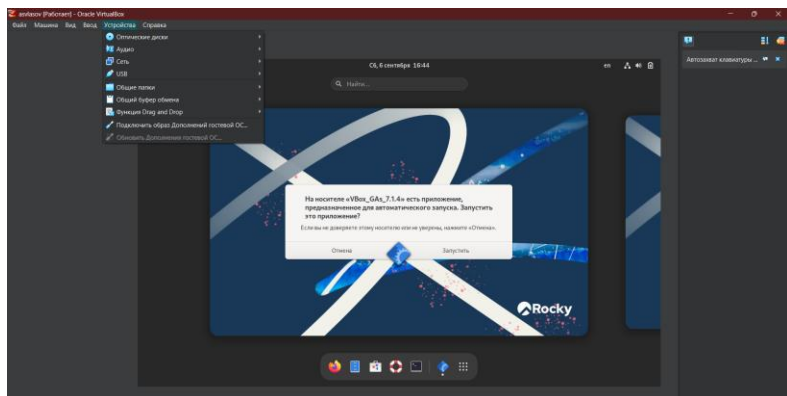 asvlasov [Работает] - Oracle VirtualBox
Файл Машина Вид Ввод Устройства Справка
Оптические диски
Аудио
Сеть
USB
Общие папки
Общий буфер обмена
Функция Drag and Drop
Подключить образ Дополнений гостевой ОС...
Обновить Дополнения гостевой ОС...
Автозахват клавиатуры ...
Сб, 6 сентября 16:44
en
Найти...
На носителе «VBox_GAs_7.1.4» есть приложение,
предназначенное для автоматического запуска. Запустить
это приложение?
Если вы не доверяете этому носителю или не уверены, нажмите «Отмена».
Отмена Запустить
Rocky